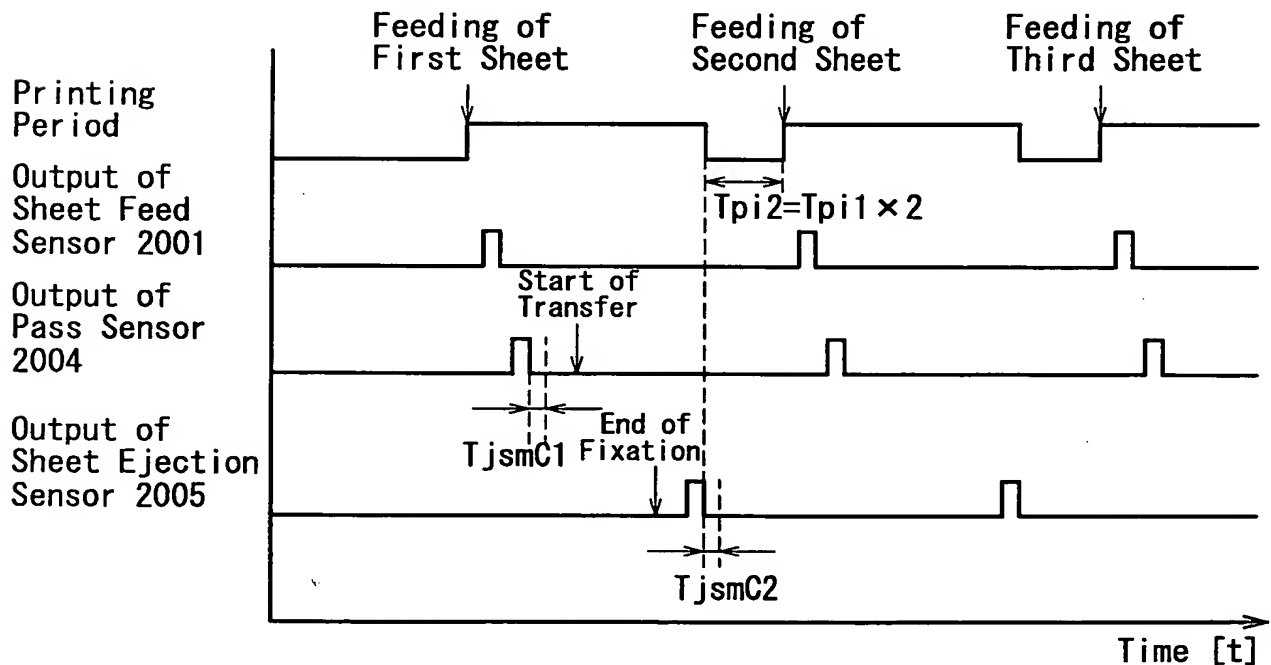 Feeding of
First Sheet
Feeding of
Second Sheet
Feeding of
Third Sheet
Printing
Period
Tpi2=Tpi1×2
Output of
Sheet Feed
Sensor 2001
Start of
Transfer
Output of
Pass Sensor
2004
TjsmC1
End of
Fixation
Output of
Sheet Ejection
Sensor 2005
TjsmC2
Time [t]